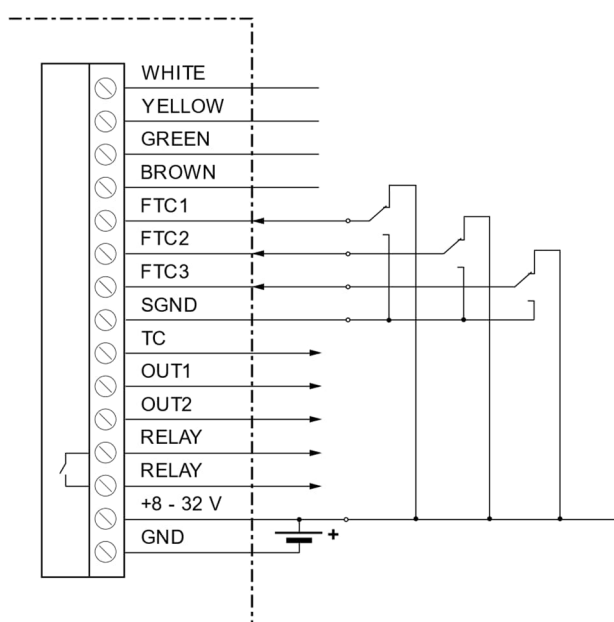 WHITE
YELLOW
GREEN
BROWN
FTC1
FTC2
FTC3
SGND
TC
OUT1
OUT2
RELAY
RELAY
+8 - 32 V
GND
+